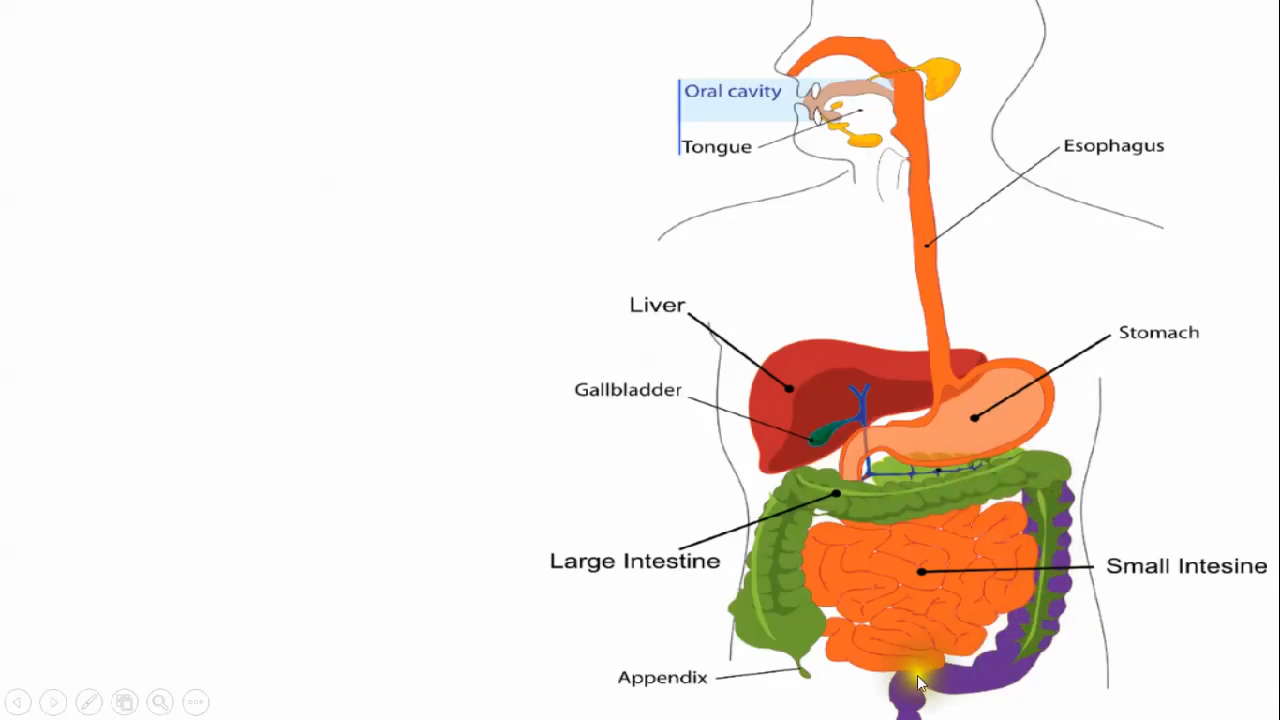 Oral cavity
Tongue
Esophagus
Liver
Stomach
Gallbladder
Large Intestine
Small Intesine
Appendix